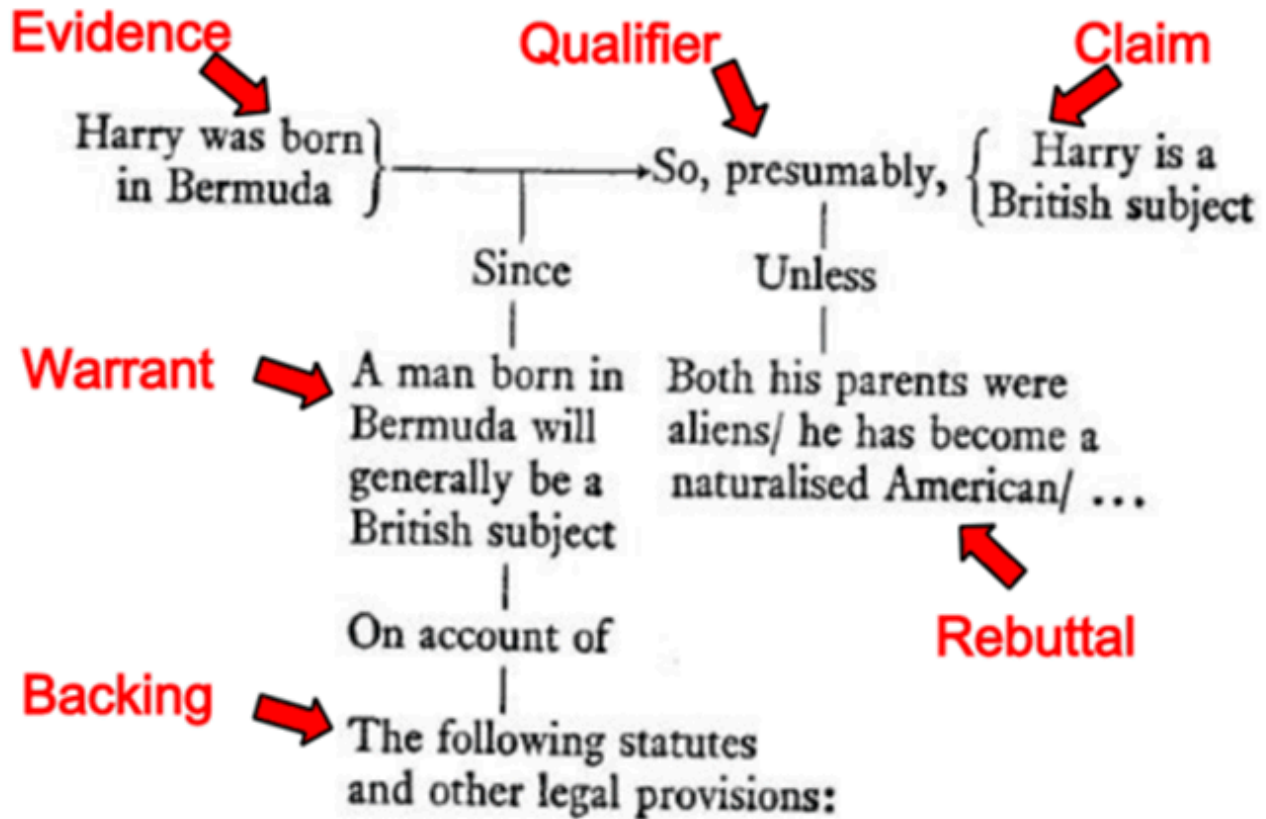 Evidence
Qualifier
Claim
Harry was born
in Bermuda
So, presumably,
Harry is a
British subject
Since
Unless
Warrant
A man born in
Bermuda will
generally be a
British subject
Both his parents were
aliens/ he has become a
naturalised American/ ...
Rebuttal
On account of
Backing
The following statutes
and other legal provisions: